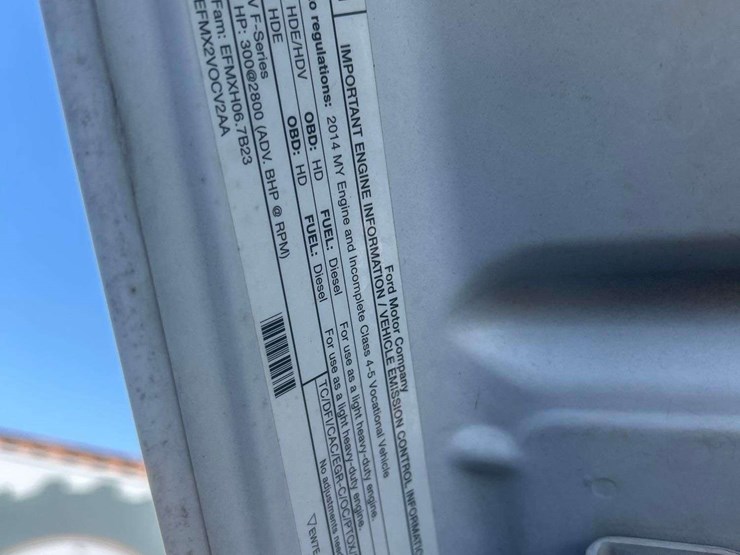 Ford Motor Company
IMPORTANT ENGINE INFORMATION / VEHICLE EMISSION CONTROL INFORMATIO
o regulations: 2014 MY Engine and Incomplete Class 4-5 Vocational Vehicle
HDE/HDV OBD: HD FUEL: Diesel For use as a light heavy-duty engine.
HDE OBD: HD FUEL: Diesel For use as a light heavy-duty engine.
F-Series TC/DFI/CAC/EGR-C/OC/PTOX/
HP: 300@2800 (ADV. BHP @ RPM) No adjustments
Fam: EFMXH06.7B23
EFMX2VOCV2AA